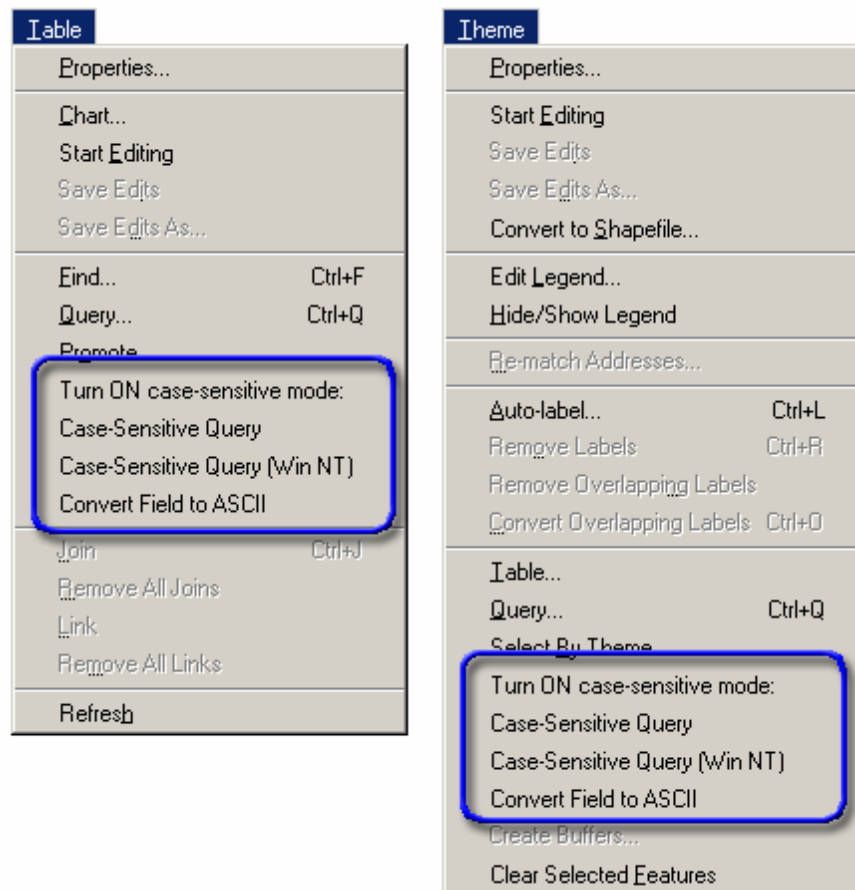 Table
Properties...
Chart...
Start Editing
Save Edits
Save Edits As...
Find... Ctrl+F
Query... Ctrl+Q
Promote
Turn ON case-sensitive mode:
Case-Sensitive Query
Case-Sensitive Query (Win NT)
Convert Field to ASCII
Join Ctrl+J
Remove All Joins
Link
Remove All Links
Refresh
Theme
Properties...
Start Editing
Save Edits
Save Edits As...
Convert to Shapefile...
Edit Legend...
Hide/Show Legend
Re-match Addresses...
Auto-label... Ctrl+L
Remove Labels Ctrl+R
Remove Overlapping Labels
Convert Overlapping Labels Ctrl+O
Table...
Query... Ctrl+Q
Select By Theme
Turn ON case-sensitive mode:
Case-Sensitive Query
Case-Sensitive Query (Win NT)
Convert Field to ASCII
Create Buffers...
Clear Selected Features